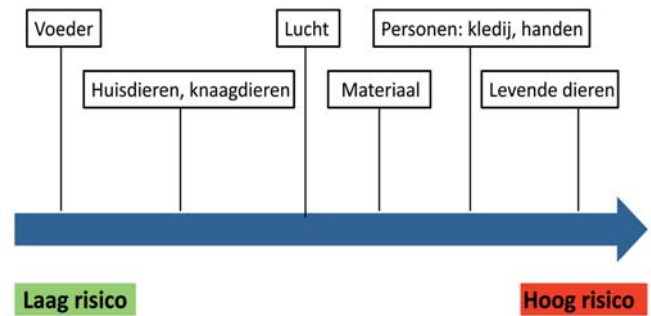 Voeder
Lucht
Personen: kledij, handen
Huisdieren, knaagdieren
Materiaal
Levende dieren
Laag risico
Hoog risico